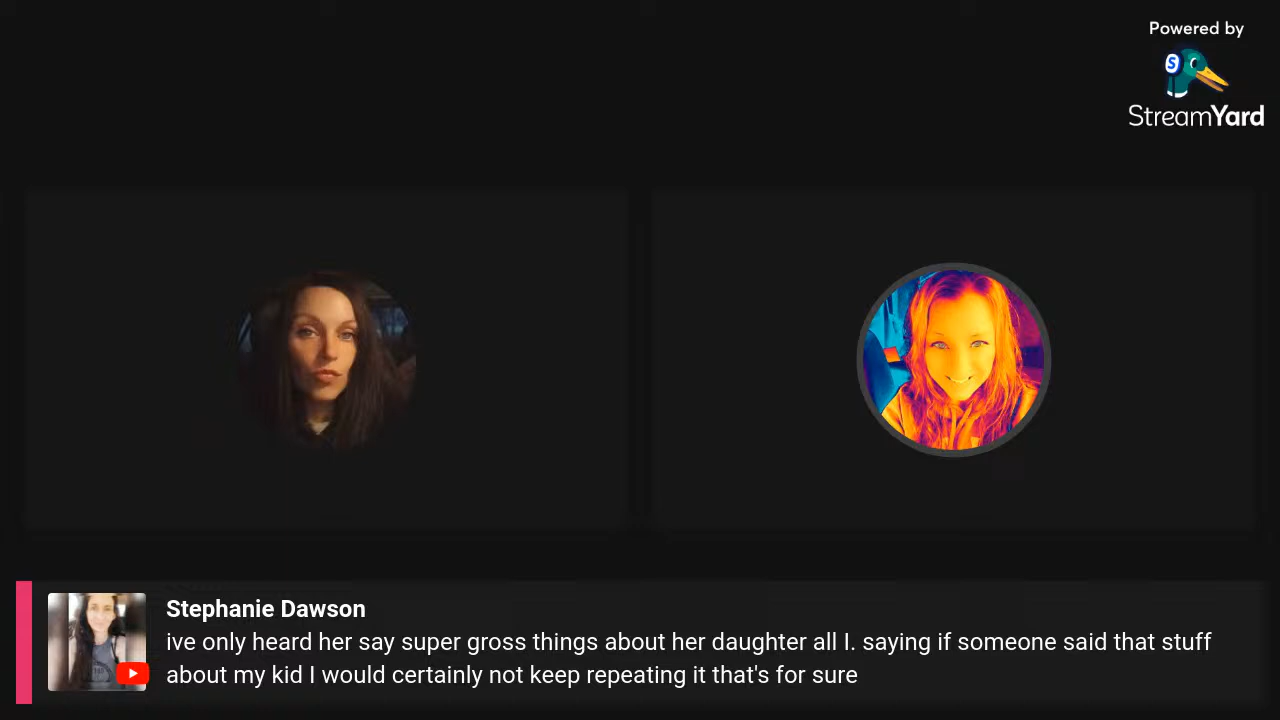 Powered by
S
StreamYard
Stephanie Dawson
ive only heard her say super gross things about her daughter all I. saying if someone said that stuff
about my kid I would certainly not keep repeating it that's for sure